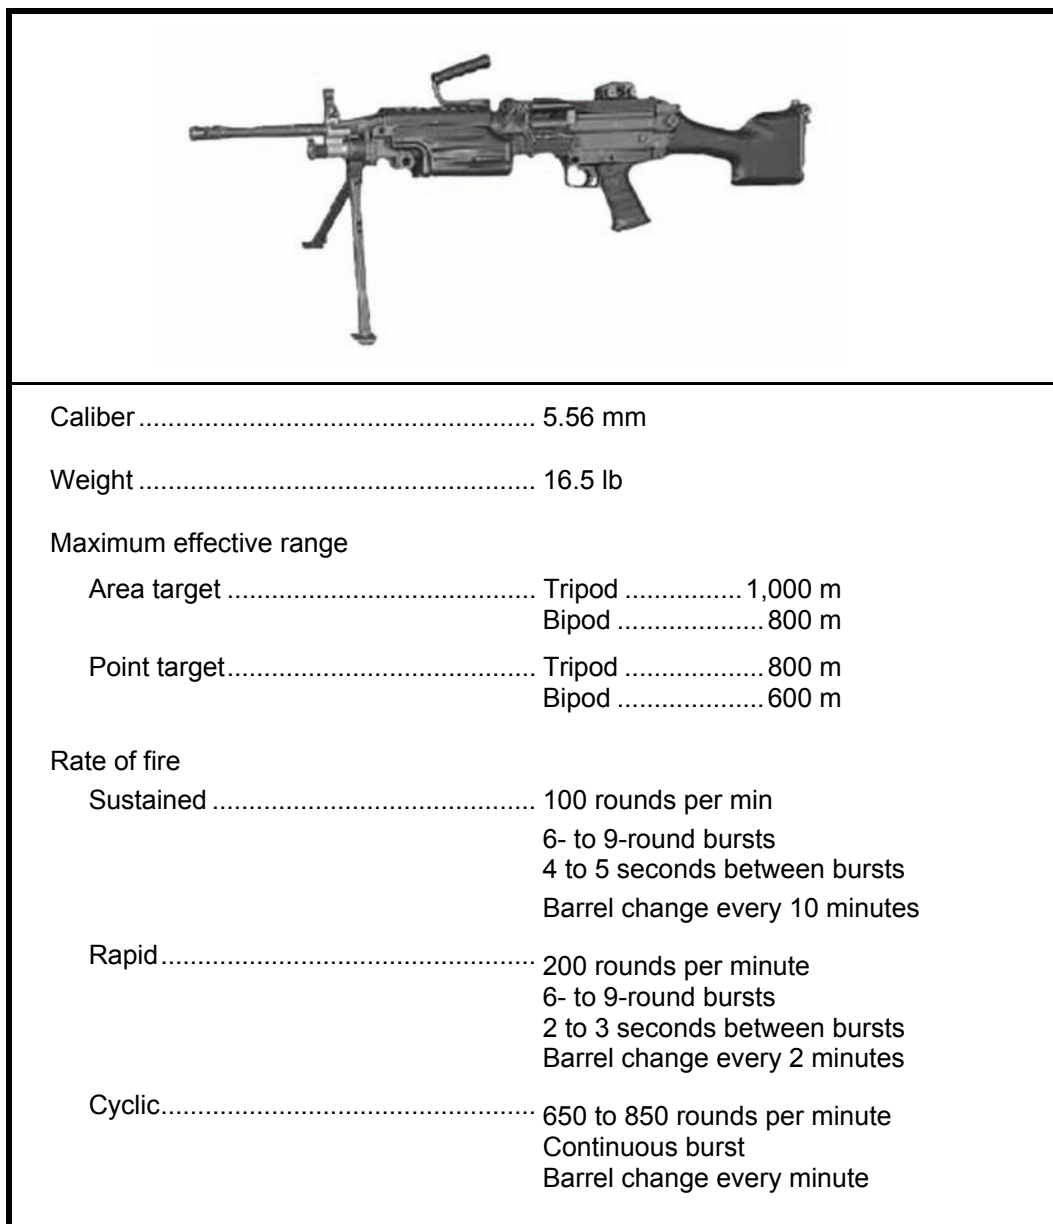 Caliber ...................................................... 5.56 mm
Weight ...................................................... 16.5 lb
Maximum effective range
Area target .......................................... Tripod ................ 1,000 m
Bipod .................... 800 m
Point target.......................................... Tripod ................... 800 m
Bipod .................... 600 m
Rate of fire
Sustained ............................................ 100 rounds per min
6- to 9-round bursts
4 to 5 seconds between bursts
Barrel change every 10 minutes
Rapid................................................... 200 rounds per minute
6- to 9-round bursts
2 to 3 seconds between bursts
Barrel change every 2 minutes
Cyclic................................................... 650 to 850 rounds per minute
Continuous burst
Barrel change every minute